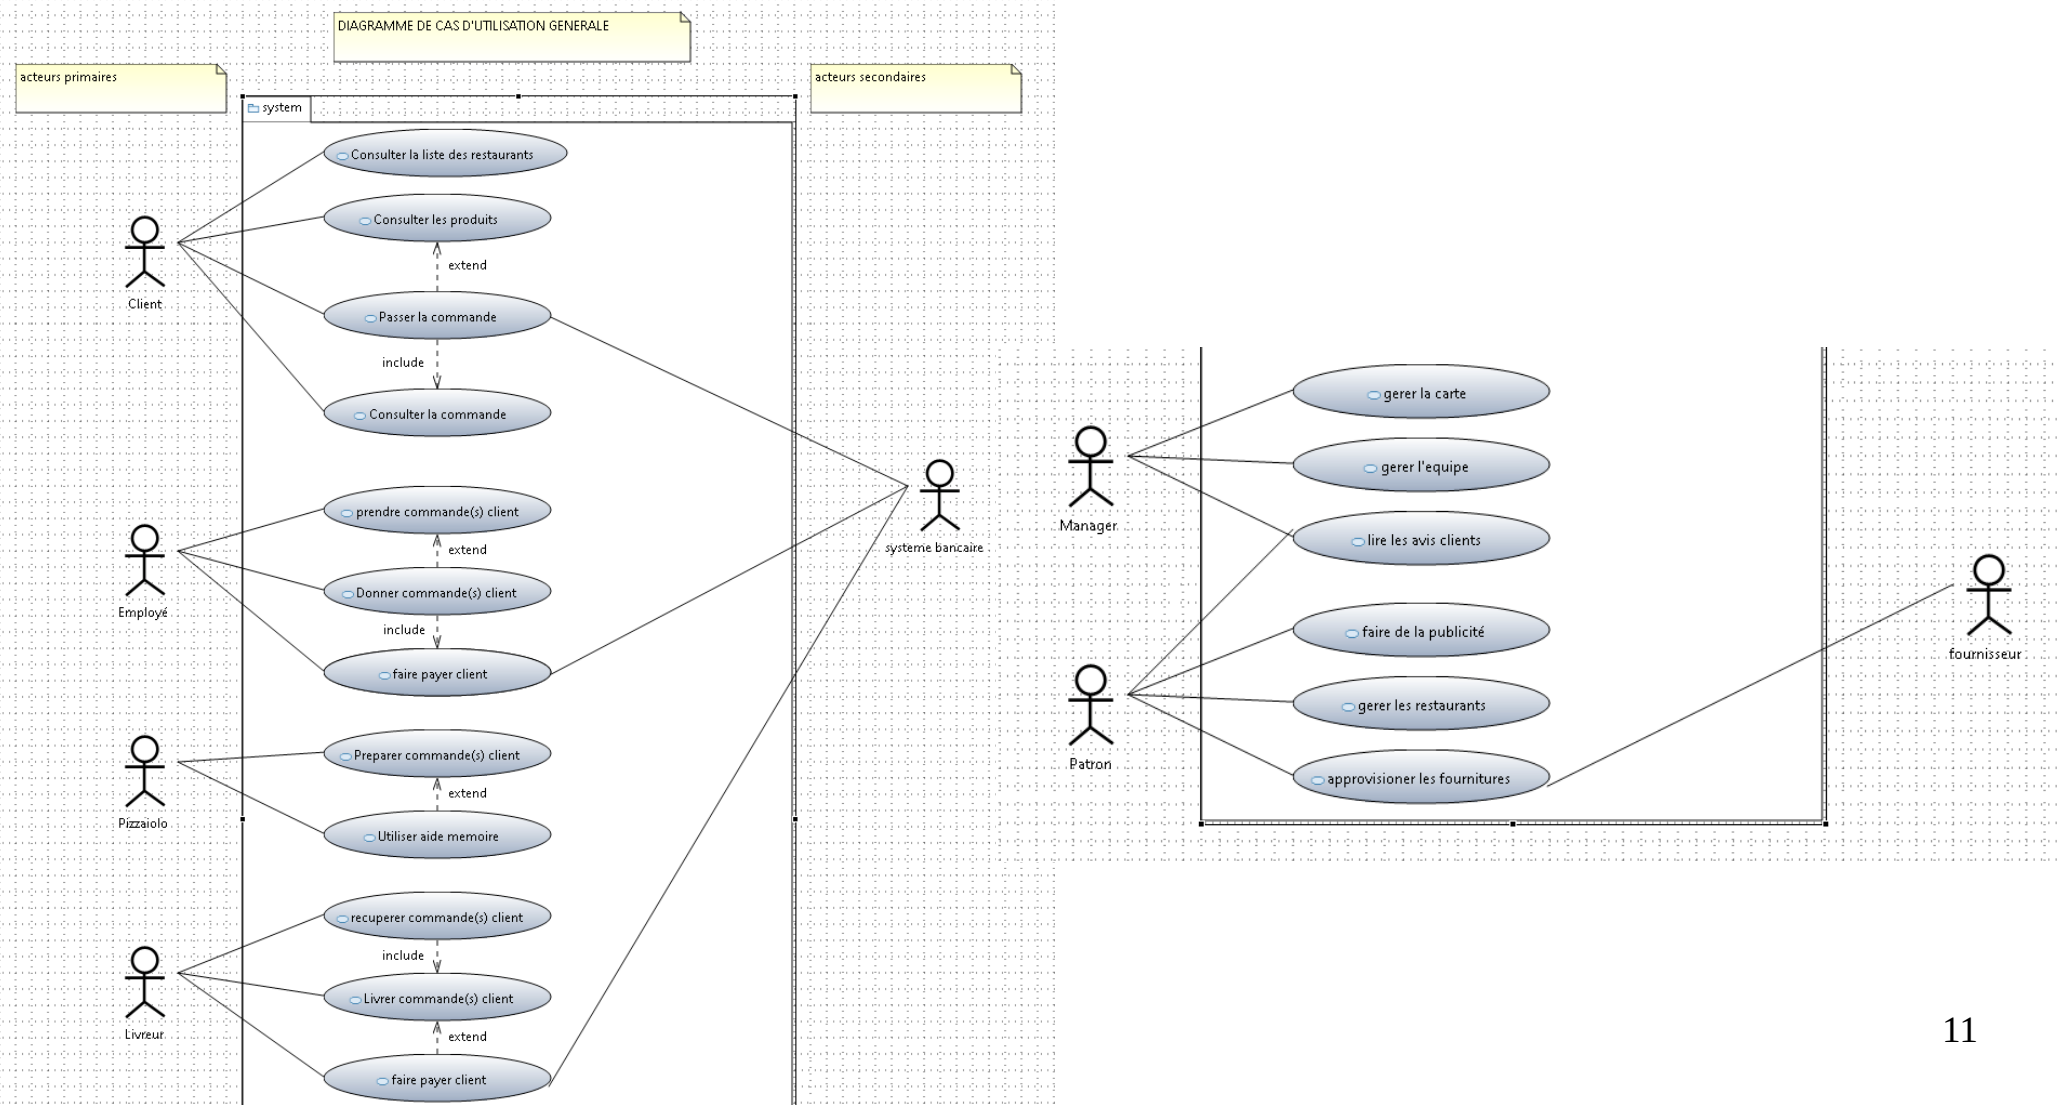 DIAGRAMME DE CAS D'UTILISATION GENERALE
acteurs primaires
acteurs secondaires
system
Consulter la liste des restaurants
Consulter les produits
extend
Client
Passer la commande
include
Consulter la commande
prendre commande(s) client
extend
systeme bancaire
Donner commande(s) client
Employé
include
faire payer client
Preparer commande(s) client
extend
Pizzaiolo
Utiliser aide memoire
recuperer commande(s) client
include
Livrer commande(s) client
Livreur
extend
faire payer client
gerer la carte
gerer l'equipe
Manager
lire les avis clients
faire de la publicité
fournisseur
gerer les restaurants
Patron
approvisioner les fournitures
11